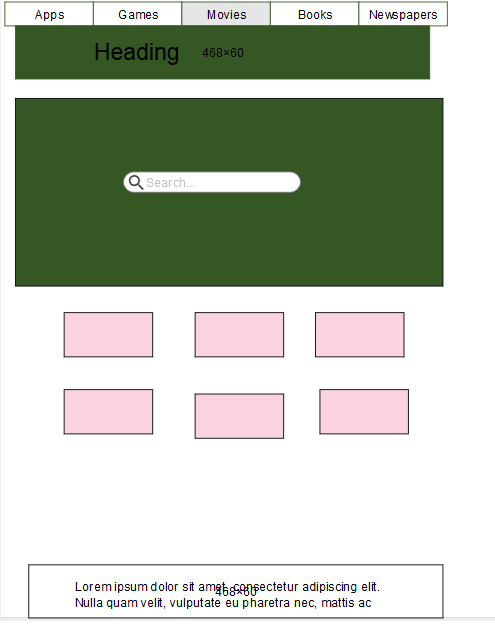 Apps Games Movies Books Newspapers
Heading 468×60
Search...
Lorem ipsum dolor sit amet, consectetur adipiscing elit.
468×60
Nulla quam velit, vulputate eu pharetra nec, mattis ac